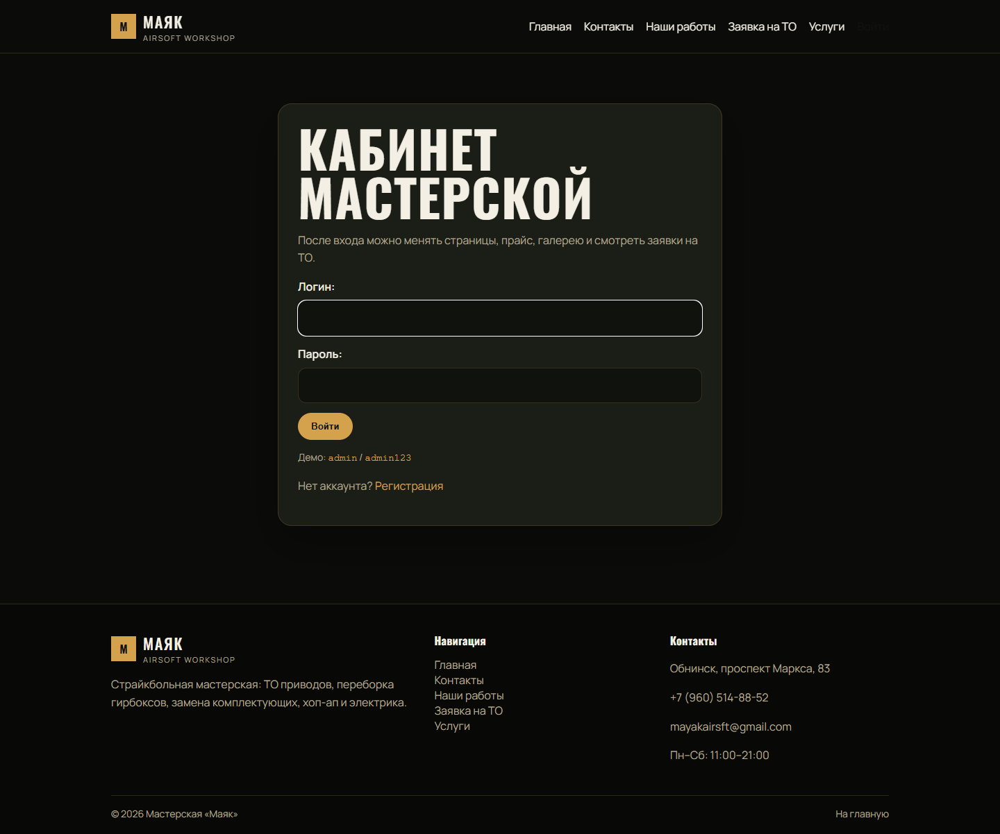 М МАЯК
AIRSOFT WORKSHOP
Главная Контакты Наши работы Заявка на ТО Услуги Войти
КАБИНЕТ
МАСТЕРСКОЙ
После входа можно менять страницы, прайс, галерею и смотреть заявки на
ТО.
Логин:
Пароль:
Войти
Демо: admin / admin123
Нет аккаунта? Регистрация
М МАЯК
AIRSOFT WORKSHOP
Страйкбольная мастерская: ТО приводов, переборка
гирбоксов, замена комплектующих, хоп-ап и электрика.
Навигация
Главная
Контакты
Наши работы
Заявка на ТО
Услуги
Контакты
Обнинск, проспект Маркса, 83
+7 (960) 514-88-52
mayakairsft@gmail.com
Пн–Сб: 11:00–21:00
© 2026 Мастерская «Маяк»
На главную